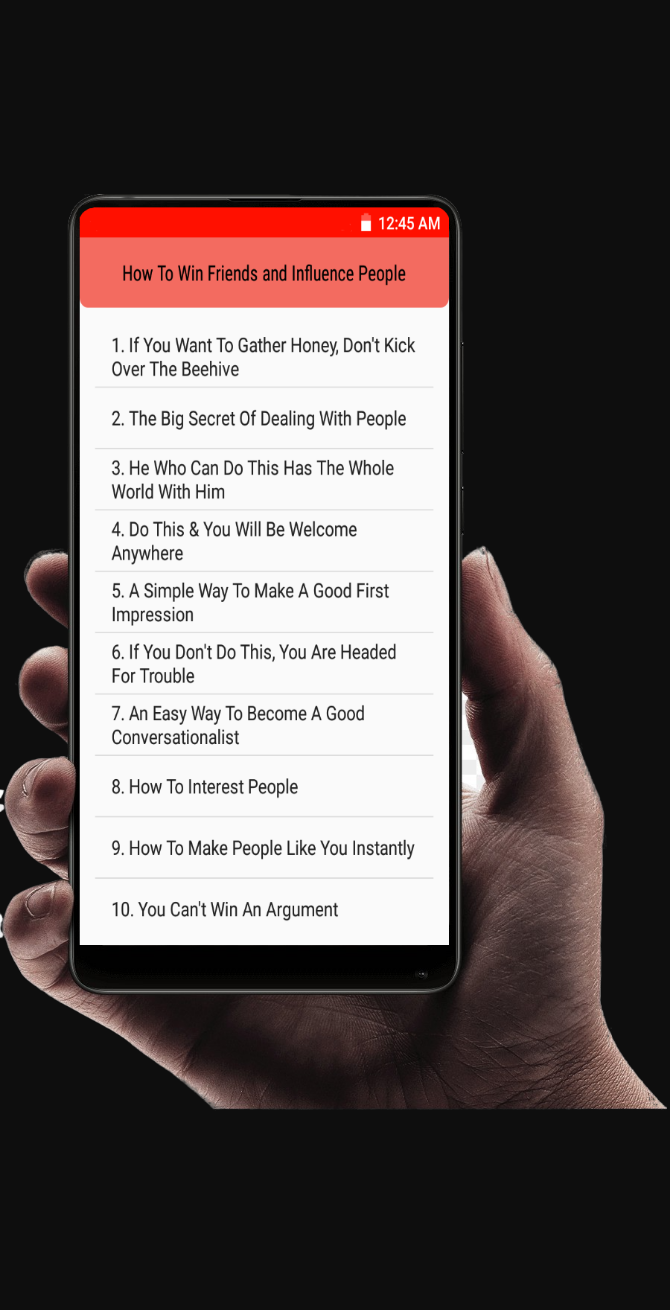 12:45 AM
How To Win Friends and Influence People
1. If You Want To Gather Honey, Don't Kick
Over The Beehive
2. The Big Secret Of Dealing With People
3. He Who Can Do This Has The Whole
World With Him
4. Do This & You Will Be Welcome
Anywhere
5. A Simple Way To Make A Good First
Impression
6. If You Don't Do This, You Are Headed
For Trouble
7. An Easy Way To Become A Good
Conversationalist
8. How To Interest People
9. How To Make People Like You Instantly
10. You Can't Win An Argument